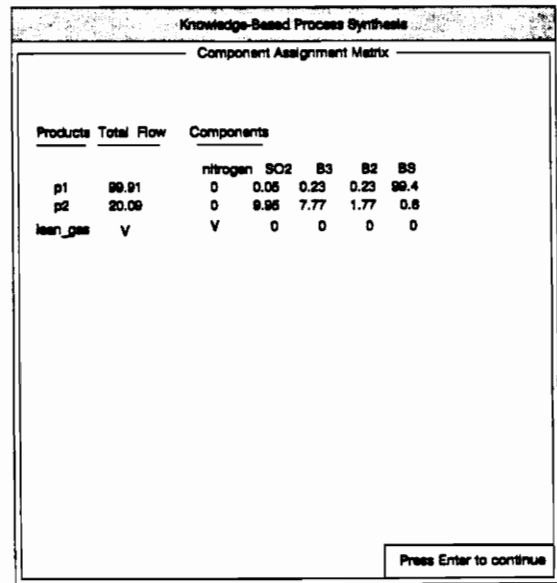 Knowledge-Based Process Synthesis
Component Assignment Matrix
Products Total Flow Components
nitrogen SO2 B3 B2 BS
p1 99.91 0 0.05 0.23 0.23 99.4
p2 20.09 0 9.95 7.77 1.77 0.6
lean_gas V V 0 0 0 0
Press Enter to continue